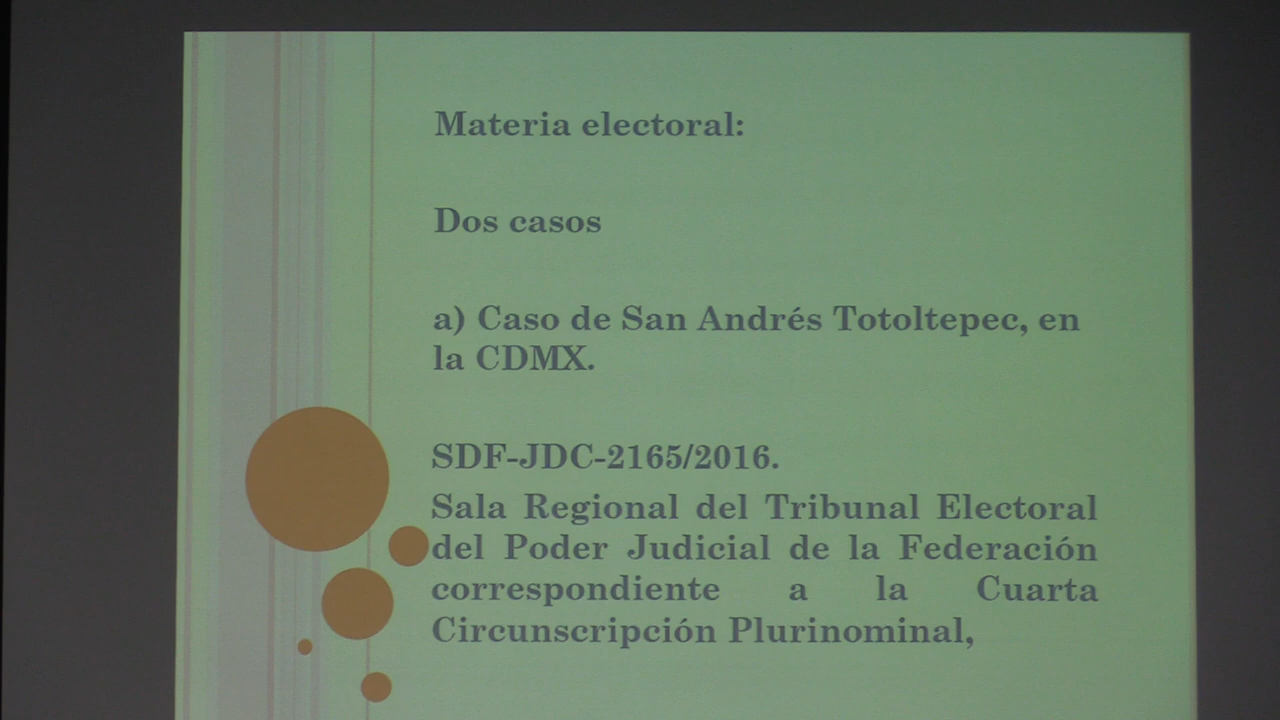 Materia electoral:
Dos casos
a) Caso de San Andrés Totoltepec, en
la CDMX.
SDF-JDC-2165/2016.
Sala Regional del Tribunal Electoral
del Poder Judicial de la Federación
correspondiente a la Cuarta
Circunscripción Plurinominal,